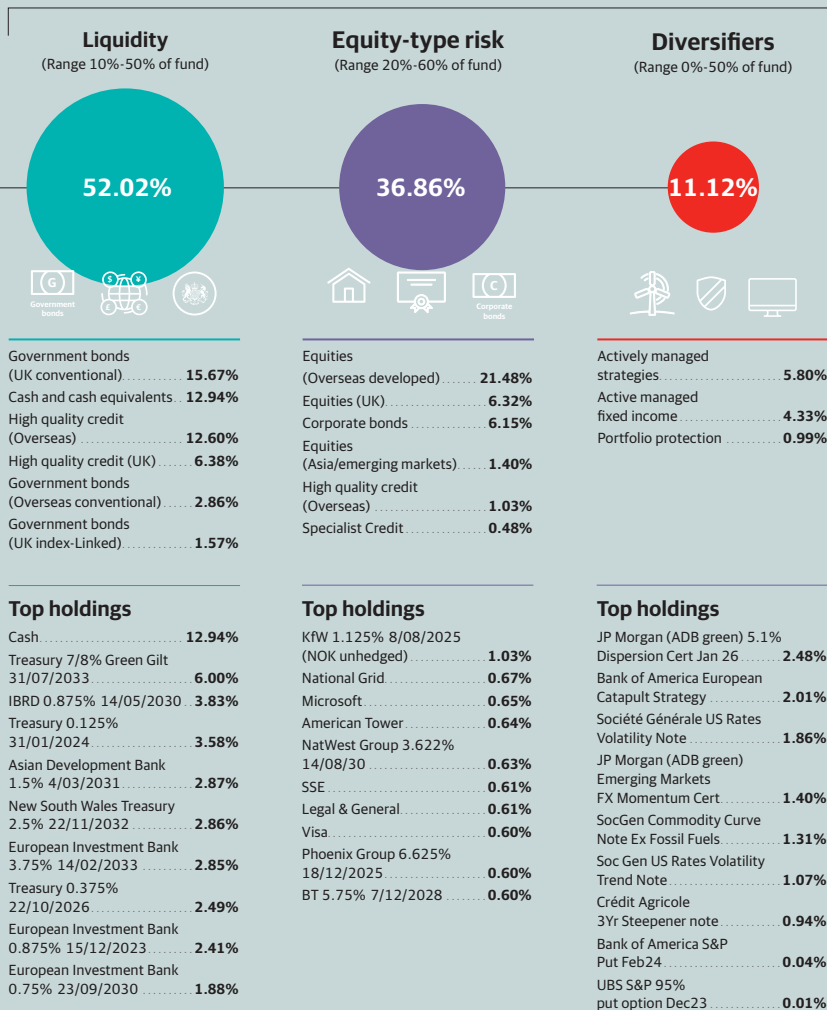 Liquidity
(Range 10%-50% of fund)
52.02%
G
Government
bonds
$ ¥
£ €
Government bonds
(UK conventional) 15.67%
Cash and cash equivalents 12.94%
High quality credit
(Overseas) 12.60%
High quality credit (UK) 6.38%
Government bonds
(Overseas conventional) 2.86%
Government bonds
(UK index-Linked) 1.57%
Top holdings
Cash 12.94%
Treasury 7/8% Green Gilt
31/07/2033 6.00%
IBRD 0.875% 14/05/2030 3.83%
Treasury 0.125%
31/01/2024 3.58%
Asian Development Bank
1.5% 4/03/2031 2.87%
New South Wales Treasury
2.5% 22/11/2032 2.86%
European Investment Bank
3.75% 14/02/2033 2.85%
Treasury 0.375%
22/10/2026 2.49%
European Investment Bank
0.875% 15/12/2023 2.41%
European Investment Bank
0.75% 23/09/2030 1.88%
Equity-type risk
(Range 20%-60% of fund)
36.86%
C
Corporate
bonds
Equities
(Overseas developed) 21.48%
Equities (UK) 6.32%
Corporate bonds 6.15%
Equities
(Asia/emerging markets) 1.40%
High quality credit
(Overseas) 1.03%
Specialist Credit 0.48%
Top holdings
KfW 1.125% 8/08/2025
(NOK unhedged) 1.03%
National Grid 0.67%
Microsoft 0.65%
American Tower 0.64%
NatWest Group 3.622%
14/08/30 0.63%
SSE 0.61%
Legal & General 0.61%
Visa 0.60%
Phoenix Group 6.625%
18/12/2025 0.60%
BT 5.75% 7/12/2028 0.60%
Diversifiers
(Range 0%-50% of fund)
11.12%
Actively managed
strategies 5.80%
Active managed
fixed income 4.33%
Portfolio protection 0.99%
Top holdings
JP Morgan (ADB green) 5.1%
Dispersion Cert Jan 26 2.48%
Bank of America European
Catapult Strategy 2.01%
Société Générale US Rates
Volatility Note 1.86%
JP Morgan (ADB green)
Emerging Markets
FX Momentum Cert 1.40%
SocGen Commodity Curve
Note Ex Fossil Fuels 1.31%
Soc Gen US Rates Volatility
Trend Note 1.07%
Crédit Agricole
3Yr Steepener note 0.94%
Bank of America S&P
Put Feb24 0.04%
UBS S&P 95%
put option Dec23 0.01%